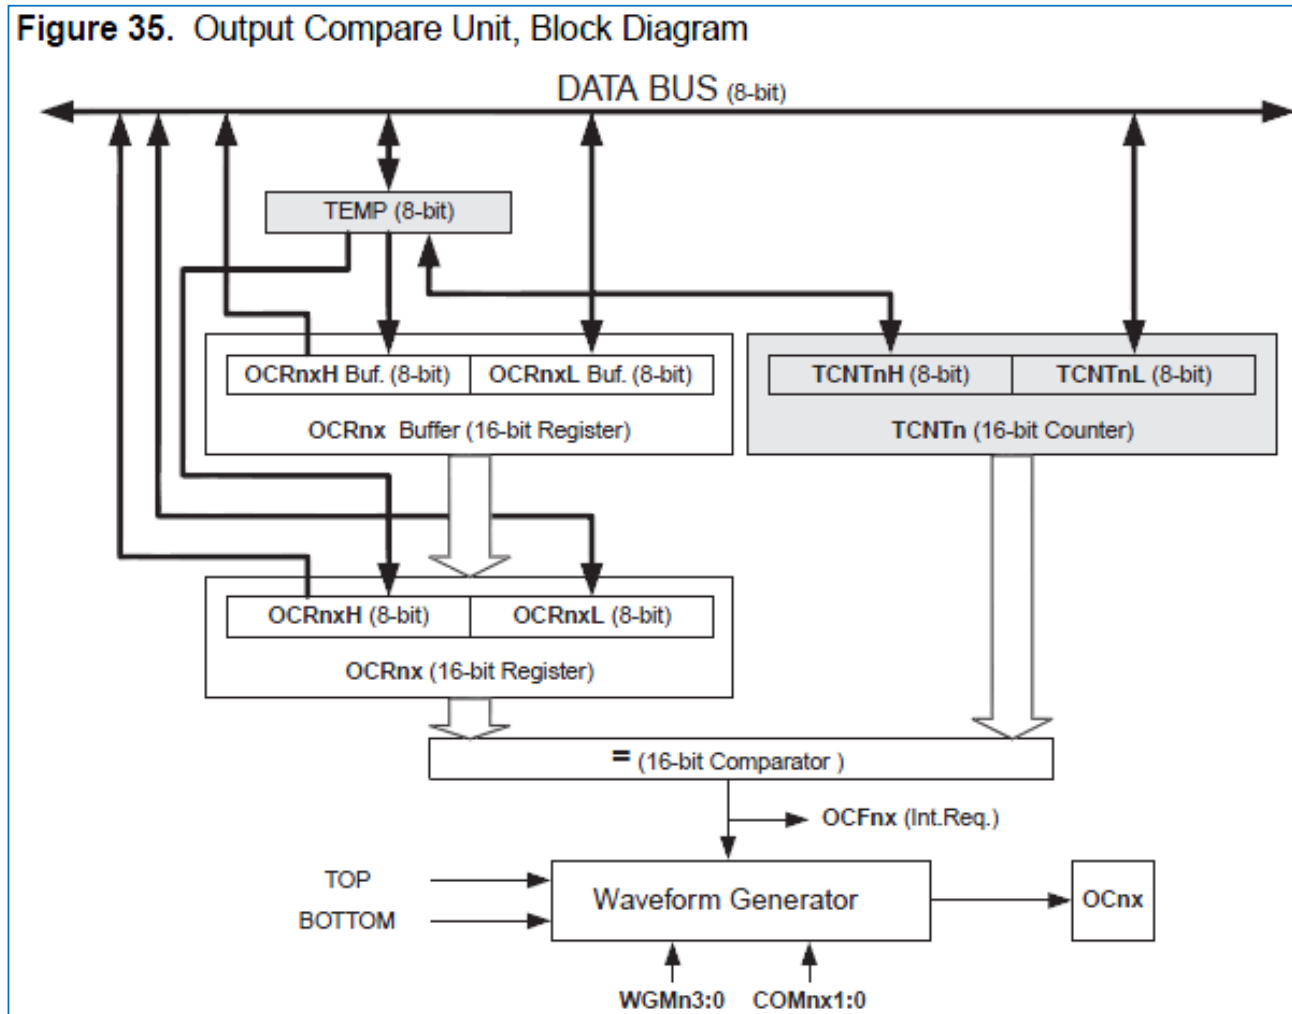 Figure 35. Output Compare Unit, Block Diagram
DATA BUS (8-bit)
TEMP (8-bit)
OCRnxH Buf. (8-bit)
OCRnxL Buf. (8-bit)
TCNTnH (8-bit)
TCNTnL (8-bit)
OCRnx Buffer (16-bit Register)
TCNTn (16-bit Counter)
OCRnxH (8-bit)
OCRnxL (8-bit)
OCRnx (16-bit Register)
= (16-bit Comparator )
OCFnx (Int.Req.)
TOP
BOTTOM
Waveform Generator
OCnx
WGMn3:0
COMnx1:0